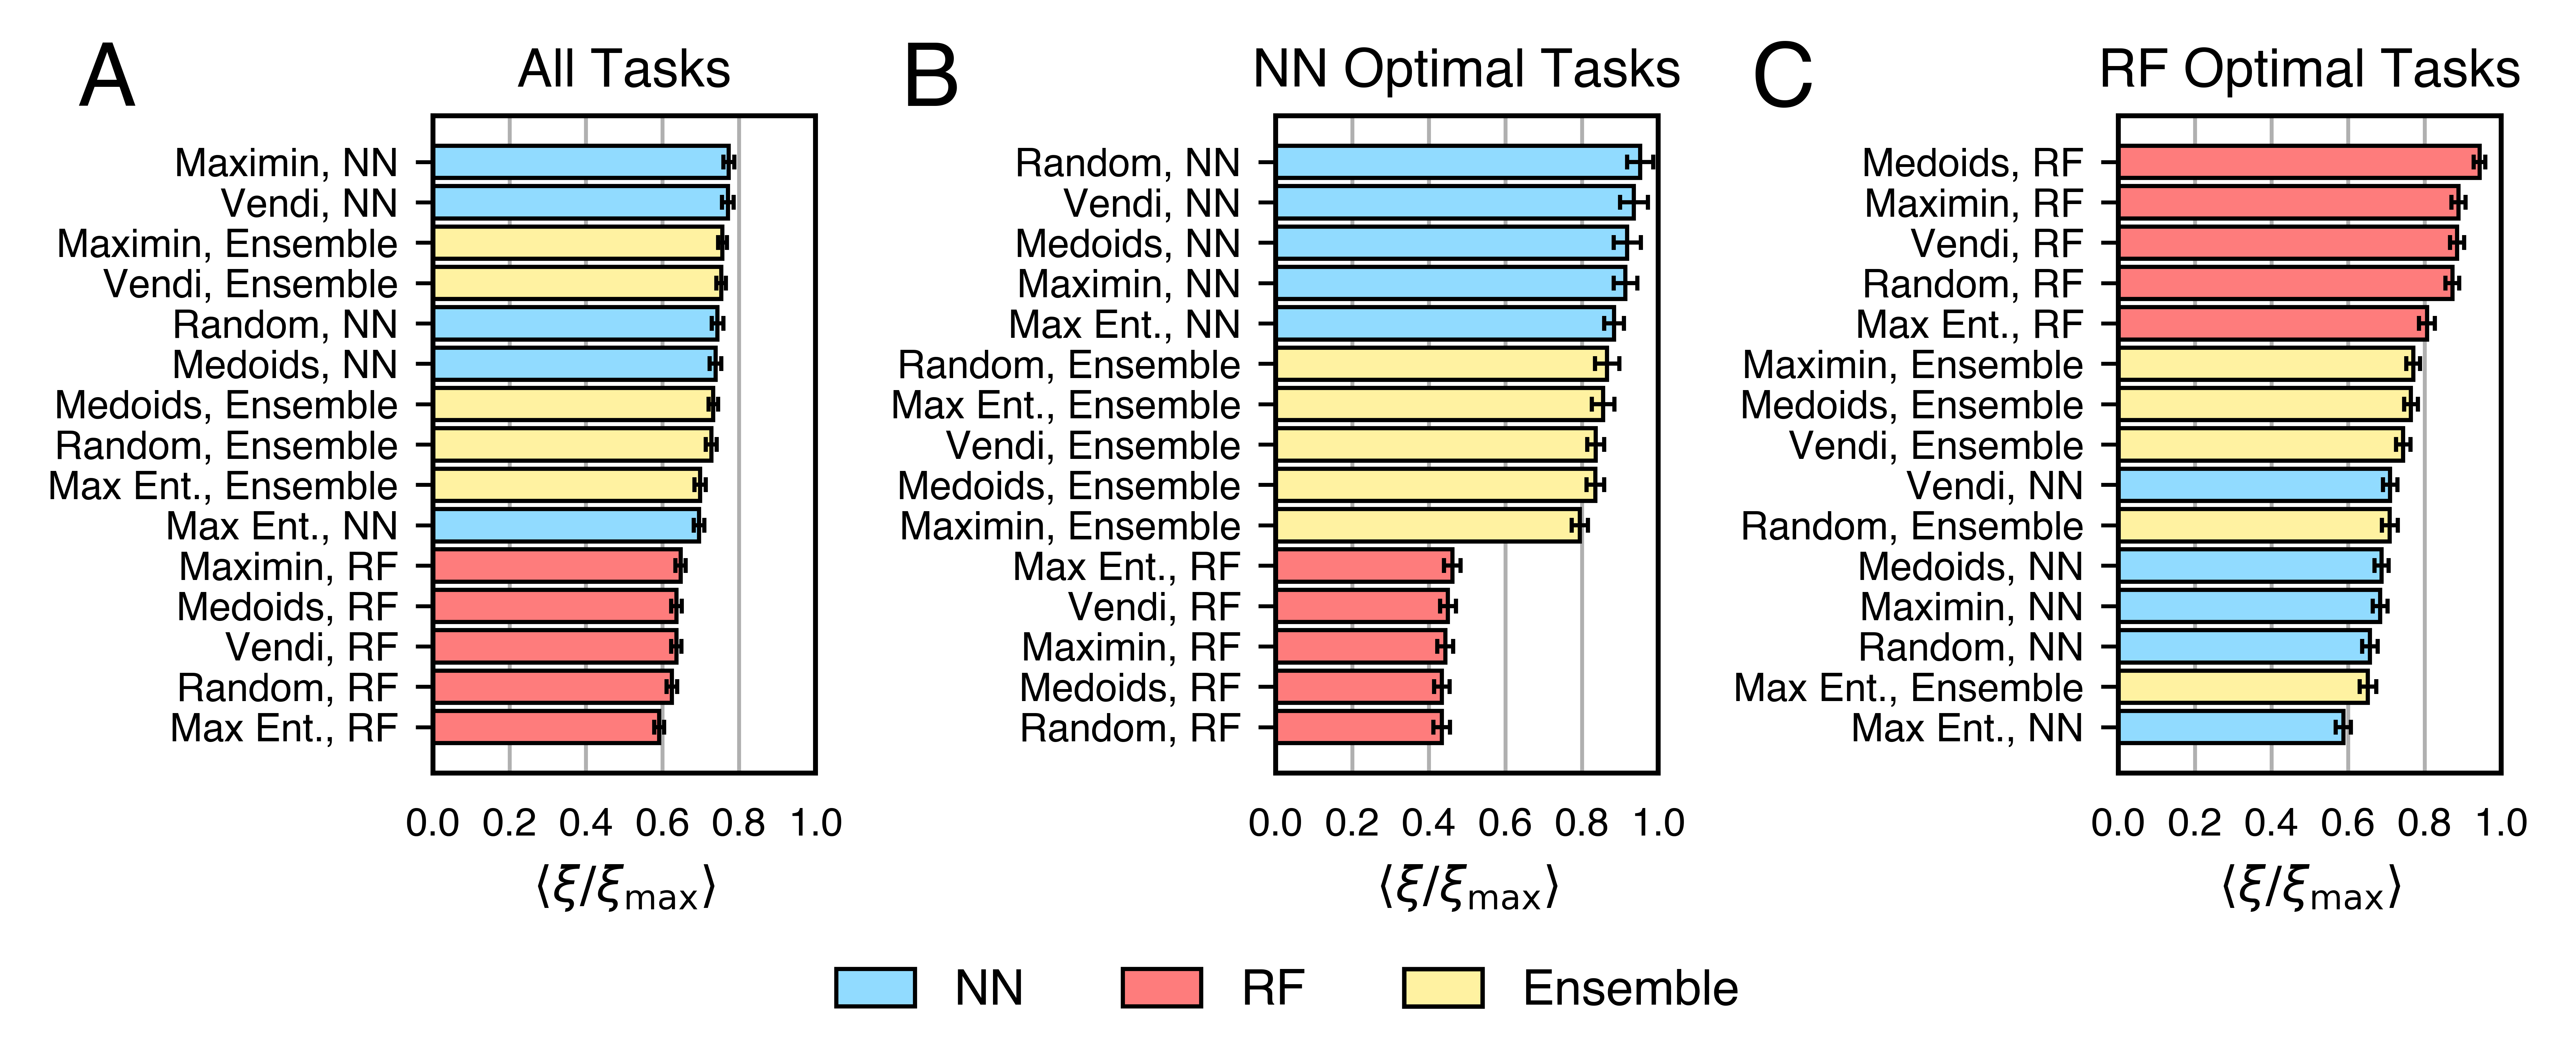 A
All Tasks
Maximin, NN
Vendi, NN
Maximin, Ensemble
Vendi, Ensemble
Random, NN
Medoids, NN
Medoids, Ensemble
Random, Ensemble
Max Ent., Ensemble
Max Ent., NN
Maximin, RF
Medoids, RF
Vendi, RF
Random, RF
Max Ent., RF
0.0 0.2 0.4 0.6 0.8 1.0
⟨ξ/ξmax⟩
B
NN Optimal Tasks
Random, NN
Vendi, NN
Medoids, NN
Maximin, NN
Max Ent., NN
Random, Ensemble
Max Ent., Ensemble
Vendi, Ensemble
Medoids, Ensemble
Maximin, Ensemble
Max Ent., RF
Vendi, RF
Maximin, RF
Medoids, RF
Random, RF
0.0 0.2 0.4 0.6 0.8 1.0
⟨ξ/ξmax⟩
C
RF Optimal Tasks
Medoids, RF
Maximin, RF
Vendi, RF
Random, RF
Max Ent., RF
Maximin, Ensemble
Medoids, Ensemble
Vendi, Ensemble
Vendi, NN
Random, Ensemble
Medoids, NN
Maximin, NN
Random, NN
Max Ent., Ensemble
Max Ent., NN
0.0 0.2 0.4 0.6 0.8 1.0
⟨ξ/ξmax⟩
NN RF Ensemble